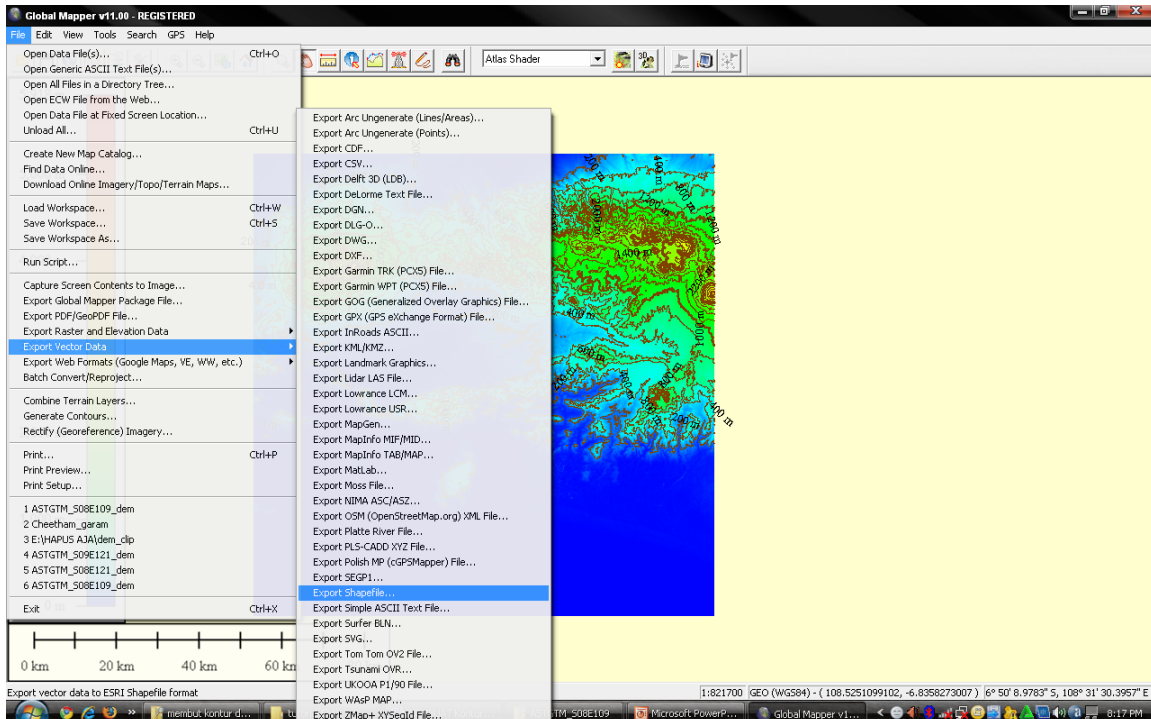 Global Mapper v11.00 - REGISTERED
File Edit View Tools Search GPS Help
Atlas Shader
3D
Open Data File(s)... Ctrl+O
Open Generic ASCII Text File(s)...
Open All Files in a Directory Tree...
Open ECW File from the Web...
Open Data File at Fixed Screen Location...
Unload All... Ctrl+U
Create New Map Catalog...
Find Data Online...
Download Online Imagery/Topo/Terrain Maps...
Load Workspace... Ctrl+W
Save Workspace... Ctrl+S
Save Workspace As...
Run Script...
Capture Screen Contents to Image...
Export Global Mapper Package File...
Export PDF/GeoPDF File...
Export Raster and Elevation Data
Export Vector Data
Export Web Formats (Google Maps, VE, WW, etc.)
Batch Convert/Reproject...
Combine Terrain Layers...
Generate Contours...
Rectify (Georeference) Imagery...
Print... Ctrl+P
Print Preview...
Print Setup...
1 ASTGTM_S08E109_dem
2 Cheetham_garam
3 E:\HAPUS AJA\dem_clip
4 ASTGTM_S09E121_dem
5 ASTGTM_S08E121_dem
6 ASTGTM_S08E109_dem
Exit Ctrl+X
0 m
Export Arc Ungenerate (Lines/Areas)...
Export Arc Ungenerate (Points)...
Export CDF...
Export CSV...
Export Delft 3D (LDB)...
Export DeLorme Text File...
Export DGN...
Export DLG-O...
Export DWG...
Export DXF...
Export Garmin TRK (PCX5) File...
Export Garmin WPT (PCX5) File...
Export GOG (Generalized Overlay Graphics) File...
Export GPX (GPS eXchange Format) File...
Export InRoads ASCII...
Export KML/KMZ...
Export Landmark Graphics...
Export Lidar LAS File...
Export Lowrance LCM...
Export Lowrance USR...
Export MapGen...
Export MapInfo MIF/MID...
Export MapInfo TAB/MAP...
Export MatLab...
Export Moss File...
Export NIMA ASC/ASZ...
Export OSM (OpenStreetMap.org) XML File...
Export Platte River File...
Export PLS-CADD XYZ File...
Export Polish MP (cGPSMapper) File...
Export SEGP1...
Export Shapefile...
Export Simple ASCII Text File...
Export Surfer BLN...
Export SVG...
Export Tom Tom OV2 File...
Export Tsunami OVR...
Export UKOOA P1/90 File...
Export WAsP MAP...
Export ZMap+ XYSegId File...
400 m
800 m
1400 m
400 m
0 km 20 km 40 km 60 km
Export vector data to ESRI Shapefile format
1:821700 GEO (WGS84) - ( 108.5251099102, -6.8358273007 ) 6° 50' 8.9783" S, 108° 31' 30.3957" E
membut kontur d... Microsoft PowerP... Global Mapper v1... 8:17 PM